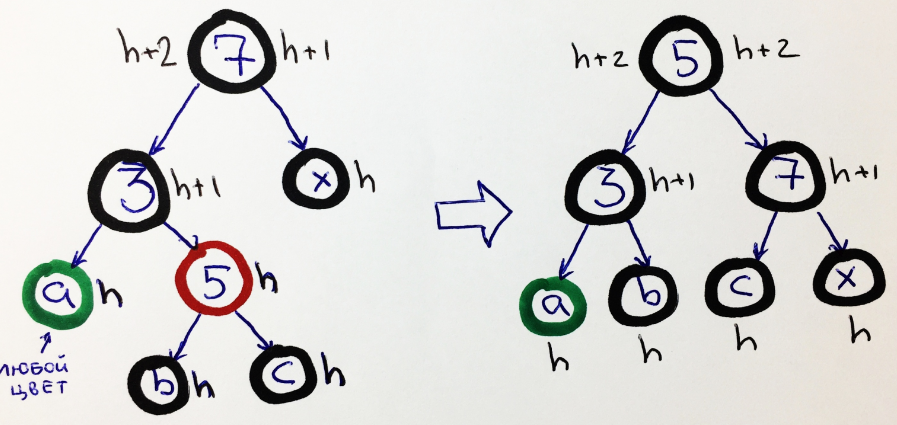 h+2 7 h+1
h+2 5 h+2
3 h+1
x h
3 h+1
7 h+1
a h
5 h
a
b
c
x
h
h
h
h
ЛЮБОЙ
ЦВЕТ
b h
c h